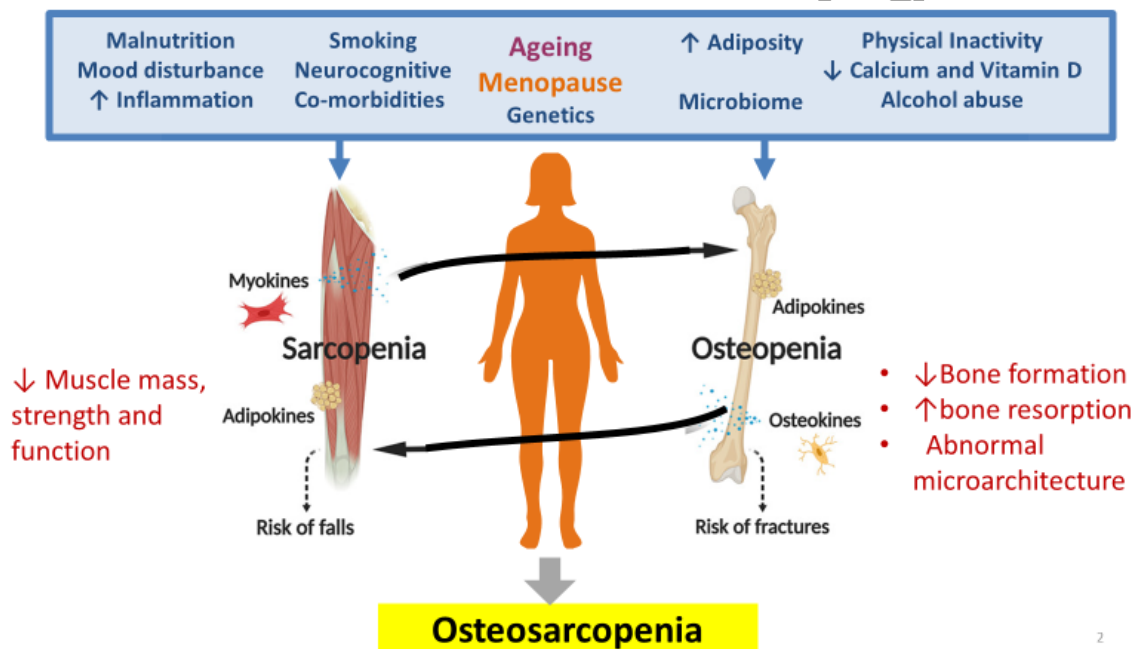 Malnutrition
Mood disturbance
↑ Inflammation
Smoking
Neurocognitive
Co-morbidities
Ageing
Menopause
Genetics
↑ Adiposity
Microbiome
Physical Inactivity
↓ Calcium and Vitamin D
Alcohol abuse
Myokines
Sarcopenia
Adipokines
↓ Muscle mass,
strength and
function
Risk of falls
Adipokines
Osteopenia
Osteokines
Risk of fractures
• ↓Bone formation
• ↑bone resorption
• Abnormal
microarchitecture
Osteosarcopenia
2